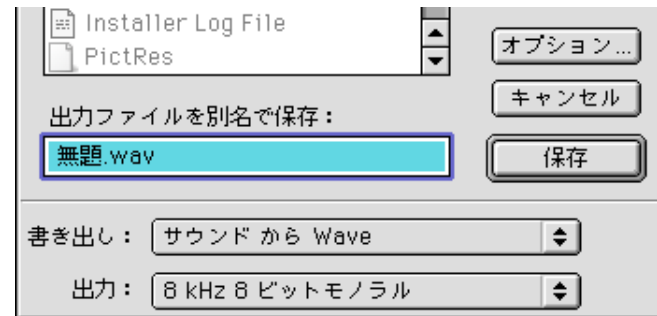 Installer Log File
PictRes
オプション...
キャンセル
出力ファイルを別名で保存：
無題.wav
保存
書き出し： サウンド から Wave
出力： 8 kHz 8 ビットモノラル